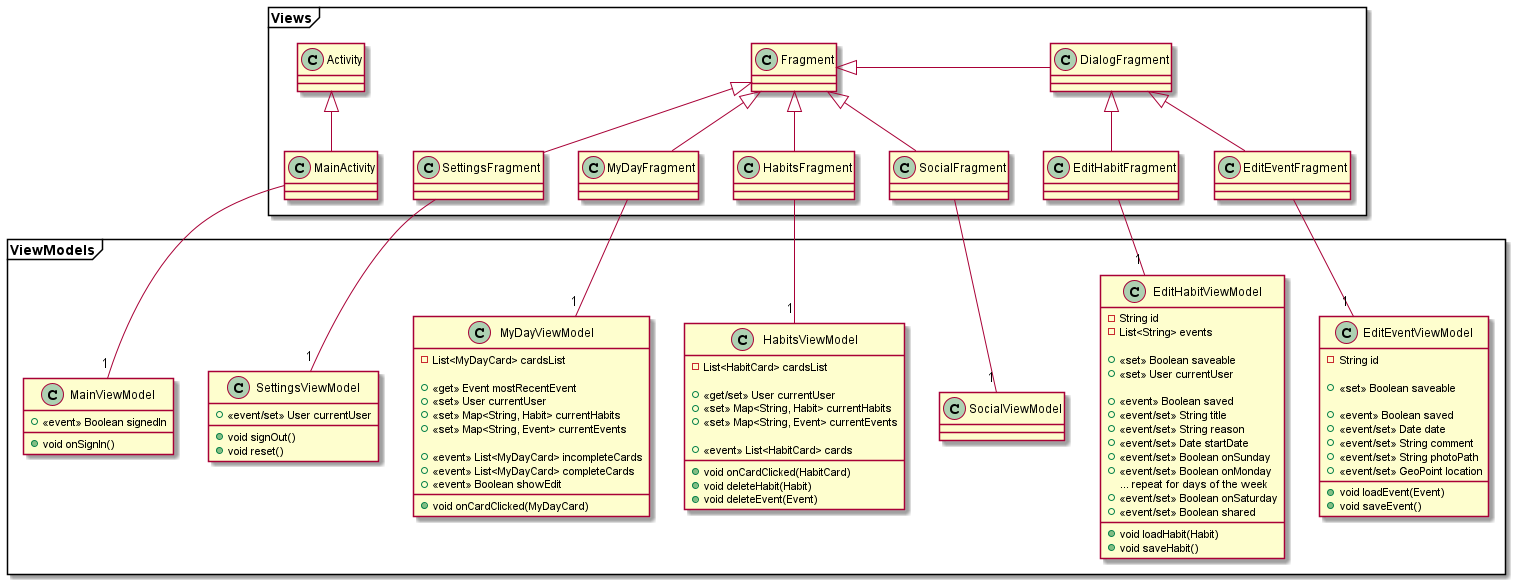 Views
C Activity
C Fragment
C DialogFragment
C MainActivity
C SettingsFragment
C MyDayFragment
C HabitsFragment
C SocialFragment
C EditHabitFragment
C EditEventFragment
ViewModels
1
1
1
1
1
1
1
C MainViewModel
«event» Boolean signedIn
void onSignIn()
C SettingsViewModel
«event/set» User currentUser
void signOut()
void reset()
C MyDayViewModel
List<MyDayCard> cardsList
«get» Event mostRecentEvent
«set» User currentUser
«set» Map<String, Habit> currentHabits
«set» Map<String, Event> currentEvents
«event» List<MyDayCard> incompleteCards
«event» List<MyDayCard> completeCards
«event» Boolean showEdit
void onCardClicked(MyDayCard)
C HabitsViewModel
List<HabitCard> cardsList
«get/set» User currentUser
«set» Map<String, Habit> currentHabits
«set» Map<String, Event> currentEvents
«event» List<HabitCard> cards
void onCardClicked(HabitCard)
void deleteHabit(Habit)
void deleteEvent(Event)
C SocialViewModel
C EditHabitViewModel
String id
List<String> events
«set» Boolean saveable
«set» User currentUser
«event» Boolean saved
«event/set» String title
«event/set» String reason
«event/set» Date startDate
«event/set» Boolean onSunday
«event/set» Boolean onMonday
... repeat for days of the week
«event/set» Boolean onSaturday
«event/set» Boolean shared
void loadHabit(Habit)
void saveHabit()
C EditEventViewModel
String id
«set» Boolean saveable
«event» Boolean saved
«event/set» Date date
«event/set» String comment
«event/set» String photoPath
«event/set» GeoPoint location
void loadEvent(Event)
void saveEvent()